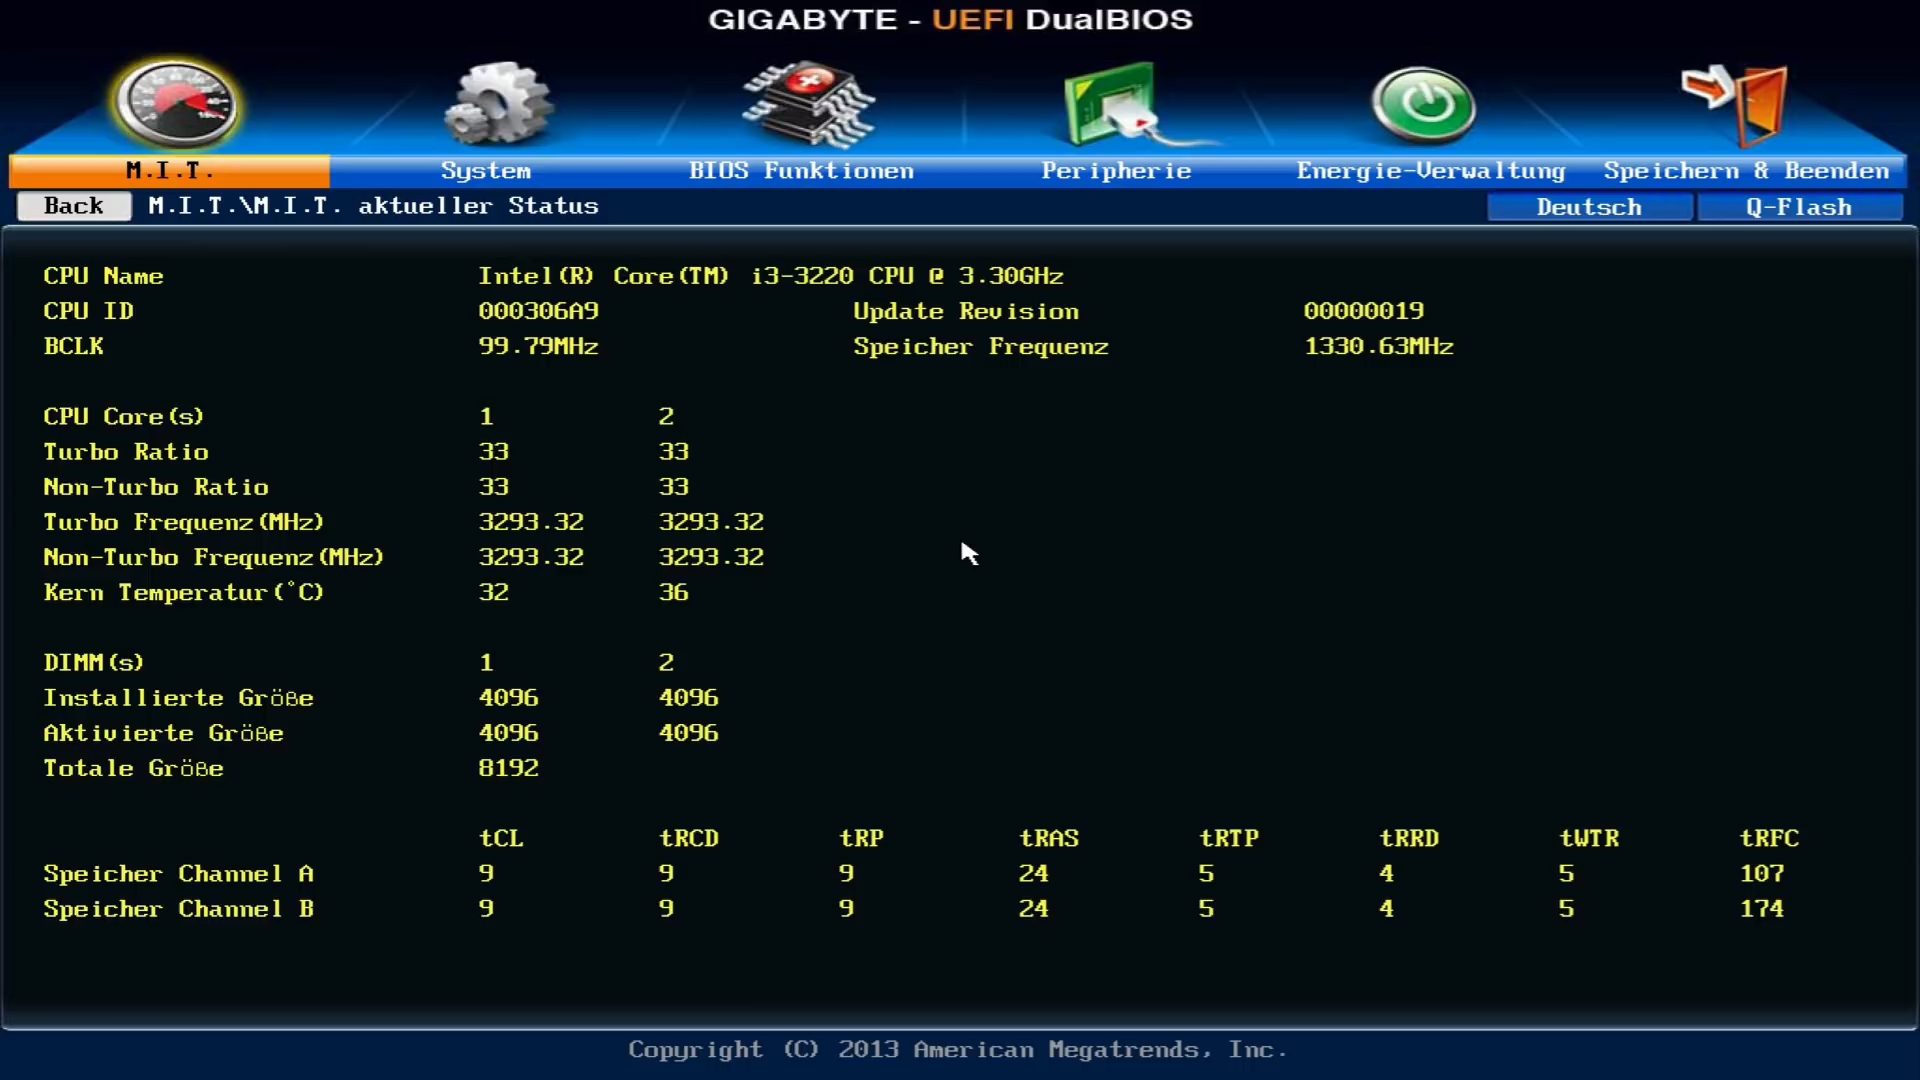 GIGABYTE - UEFI DualBIOS
M.I.T. System BIOS Funktionen Peripherie Energie-Verwaltung Speichern & Beenden
Back M.I.T.\M.I.T. aktueller Status Deutsch Q-Flash
CPU Name Intel(R) Core(TM) i3-3220 CPU @ 3.30GHz
CPU ID 000306A9 Update Revision 00000019
BCLK 99.79MHz Speicher Frequenz 1330.63MHz
CPU Core(s) 1 2
Turbo Ratio 33 33
Non-Turbo Ratio 33 33
Turbo Frequenz(MHz) 3293.32 3293.32
Non-Turbo Frequenz(MHz) 3293.32 3293.32
Kern Temperatur(°C) 32 36
DIMM(s) 1 2
Installierte Größe 4096 4096
Aktivierte Größe 4096 4096
Totale Größe 8192
tCL tRCD tRP tRAS tRTP tRRD tWTR tRFC
Speicher Channel A 9 9 9 24 5 4 5 107
Speicher Channel B 9 9 9 24 5 4 5 174
Copyright (C) 2013 American Megatrends, Inc.